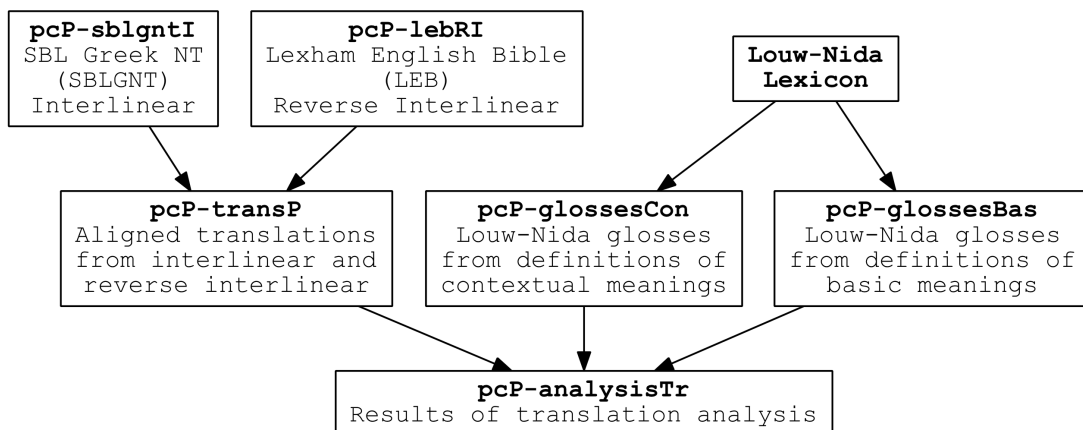 pcP-sblgntI
SBL Greek NT
(SBLGNT)
Interlinear
pcP-lebRI
Lexham English Bible
(LEB)
Reverse Interlinear
Louw-Nida
Lexicon
pcP-transP
Aligned translations
from interlinear and
reverse interlinear
pcP-glossesCon
Louw-Nida glosses
from definitions of
contextual meanings
pcP-glossesBas
Louw-Nida glosses
from definitions of
basic meanings
pcP-analysisTr
Results of translation analysis